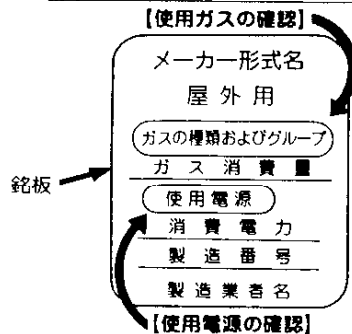 【使用ガスの確認】
メーカー形式名
屋外用
ガスの種類およびグループ
ガス消費量
銘板
使用電源
消費電力
製造番号
製造業者名
【使用電源の確認】